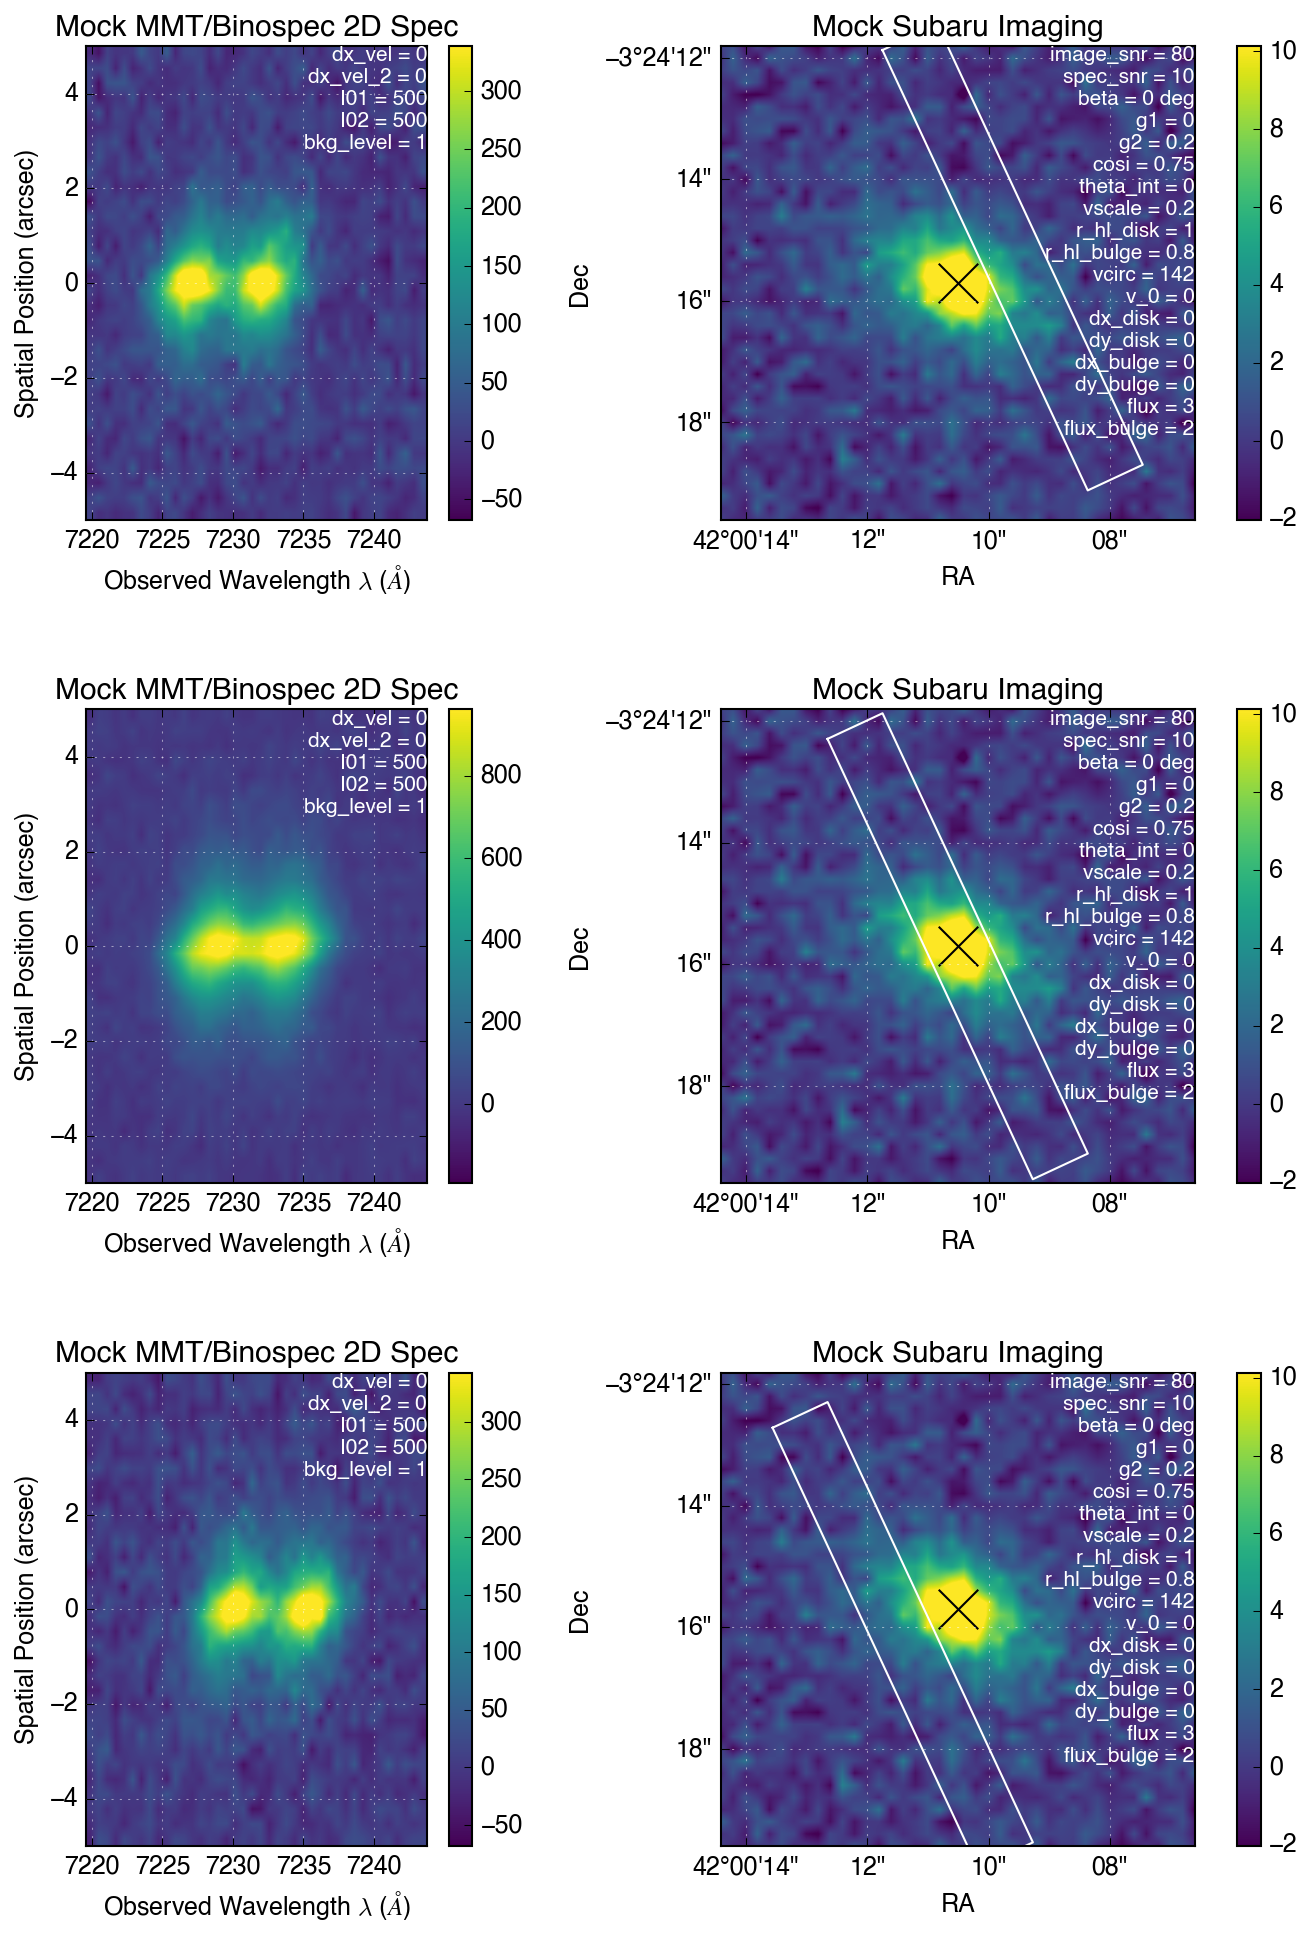 Mock MMT/Binospec 2D Spec
dx_vel = 0
dx_vel_2 = 0
I01 = 500
I02 = 500
bkg_level = 1
4
2
0
−2
−4
Spatial Position (arcsec)
7220 7225 7230 7235 7240
Observed Wavelength λ (Å)
300
250
200
150
100
50
0
−50
Mock Subaru Imaging
image_snr = 80
spec_snr = 10
beta = 0 deg
g1 = 0
g2 = 0.2
cosi = 0.75
theta_int = 0
vscale = 0.2
r_hl_disk = 1
r_hl_bulge = 0.8
vcirc = 142
v_0 = 0
dx_disk = 0
dy_disk = 0
dx_bulge = 0
dy_bulge = 0
flux = 3
flux_bulge = 2
−3°24'12"
14"
16"
18"
Dec
42°00'14" 12" 10" 08"
RA
10
8
6
4
2
0
−2
Mock MMT/Binospec 2D Spec
dx_vel = 0
dx_vel_2 = 0
I01 = 500
I02 = 500
bkg_level = 1
4
2
0
−2
−4
Spatial Position (arcsec)
7220 7225 7230 7235 7240
Observed Wavelength λ (Å)
800
600
400
200
0
Mock Subaru Imaging
image_snr = 80
spec_snr = 10
beta = 0 deg
g1 = 0
g2 = 0.2
cosi = 0.75
theta_int = 0
vscale = 0.2
r_hl_disk = 1
r_hl_bulge = 0.8
vcirc = 142
v_0 = 0
dx_disk = 0
dy_disk = 0
dx_bulge = 0
dy_bulge = 0
flux = 3
flux_bulge = 2
−3°24'12"
14"
16"
18"
Dec
42°00'14" 12" 10" 08"
RA
10
8
6
4
2
0
−2
Mock MMT/Binospec 2D Spec
dx_vel = 0
dx_vel_2 = 0
I01 = 500
I02 = 500
bkg_level = 1
4
2
0
−2
−4
Spatial Position (arcsec)
7220 7225 7230 7235 7240
Observed Wavelength λ (Å)
300
250
200
150
100
50
0
−50
Mock Subaru Imaging
image_snr = 80
spec_snr = 10
beta = 0 deg
g1 = 0
g2 = 0.2
cosi = 0.75
theta_int = 0
vscale = 0.2
r_hl_disk = 1
r_hl_bulge = 0.8
vcirc = 142
v_0 = 0
dx_disk = 0
dy_disk = 0
dx_bulge = 0
dy_bulge = 0
flux = 3
flux_bulge = 2
−3°24'12"
14"
16"
18"
Dec
42°00'14" 12" 10" 08"
RA
10
8
6
4
2
0
−2